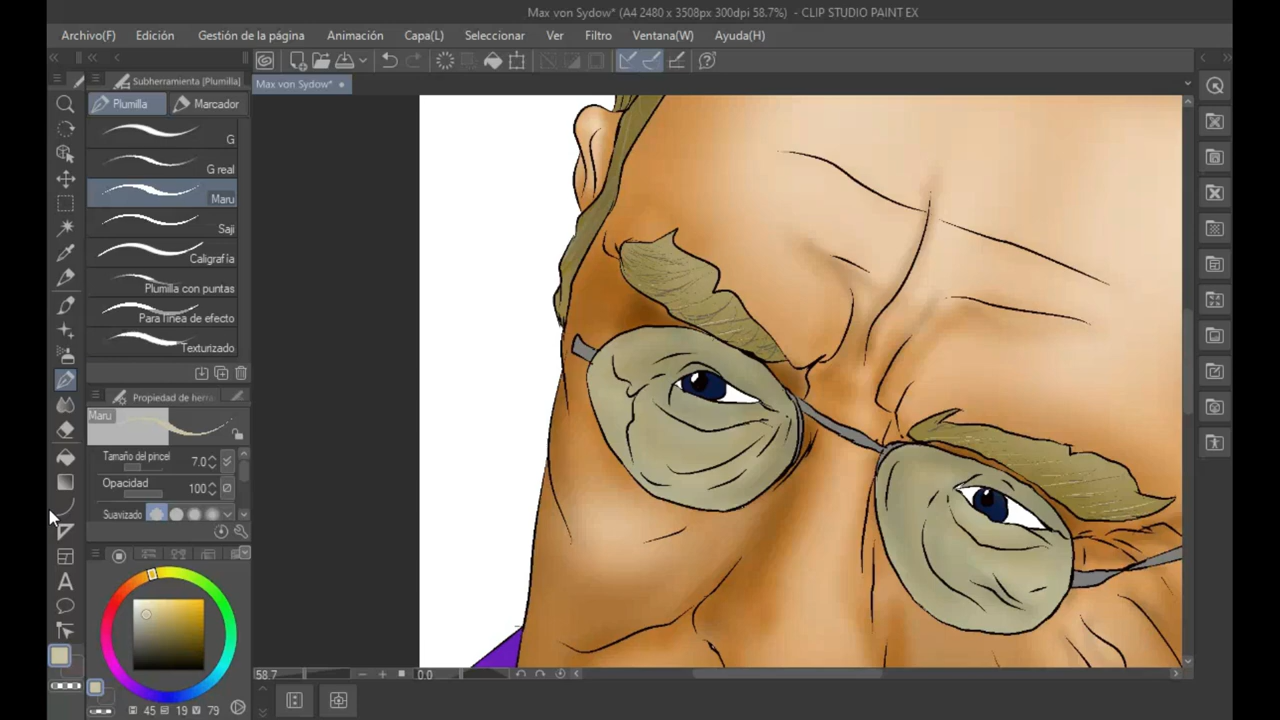 Max von Sydow* (A4 2480 x 3508px 300dpi 58.7%) - CLIP STUDIO PAINT EX
Archivo(F) Edición Gestión de la página Animación Capa(L) Seleccionar Ver Filtro Ventana(W) Ayuda(H)
Subherramienta [Plumilla]
Max von Sydow*
Plumilla Marcador
G
G real
Maru
Saji
Caligrafía
Plumilla con puntas
Para línea de efecto
Texturizado
Propiedad de herra
Maru
Tamaño del pincel 7.0
Opacidad 100
Suavizado
A
58.7 0.0
H 45 S 19 V 79